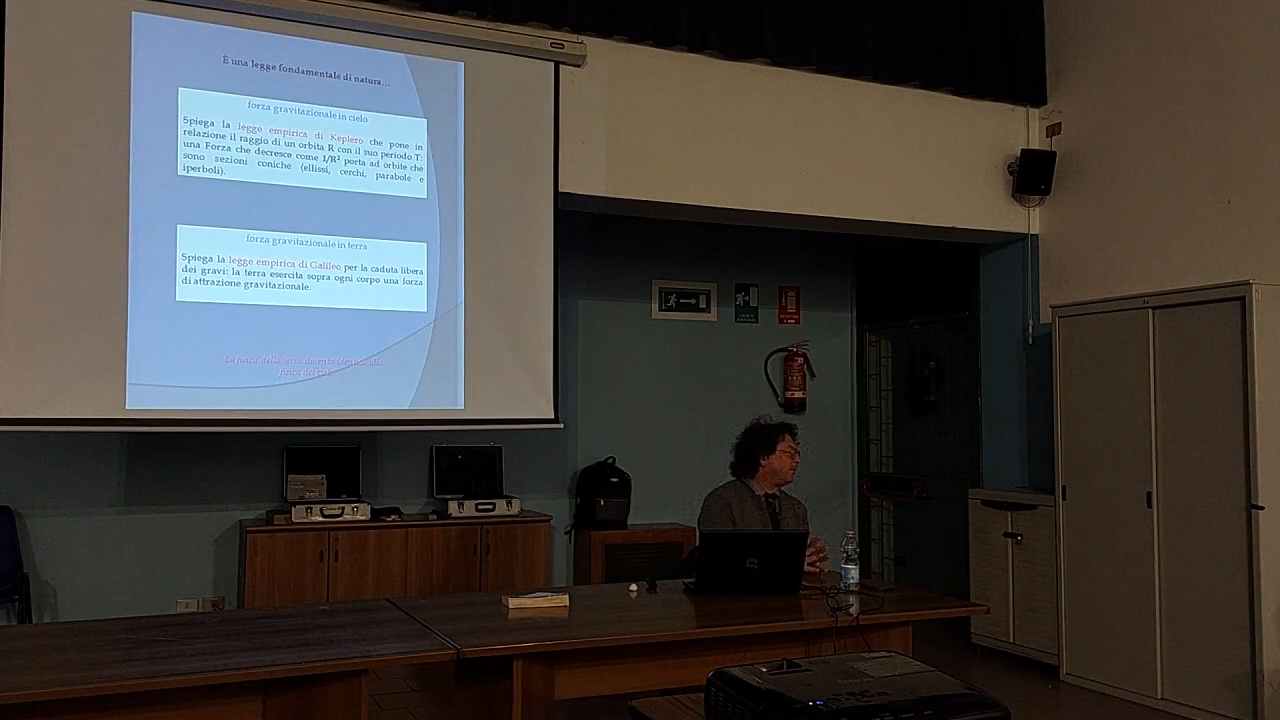 È una legge fondamentale di natura...
forza gravitazionale in cielo
Spiega la legge empirica di Keplero che pone in
relazione il raggio di un orbita R con il suo periodo T:
una Forza che decresce come 1/R² porta ad orbite che
sono sezioni coniche (ellissi, cerchi, parabole e
iperboli).
forza gravitazionale in terra
Spiega la legge empirica di Galileo per la caduta libera
dei gravi: la terra esercita sopra ogni corpo una forza
di attrazione gravitazionale.
La fisica della terra diventa identica alla
fisica del cielo